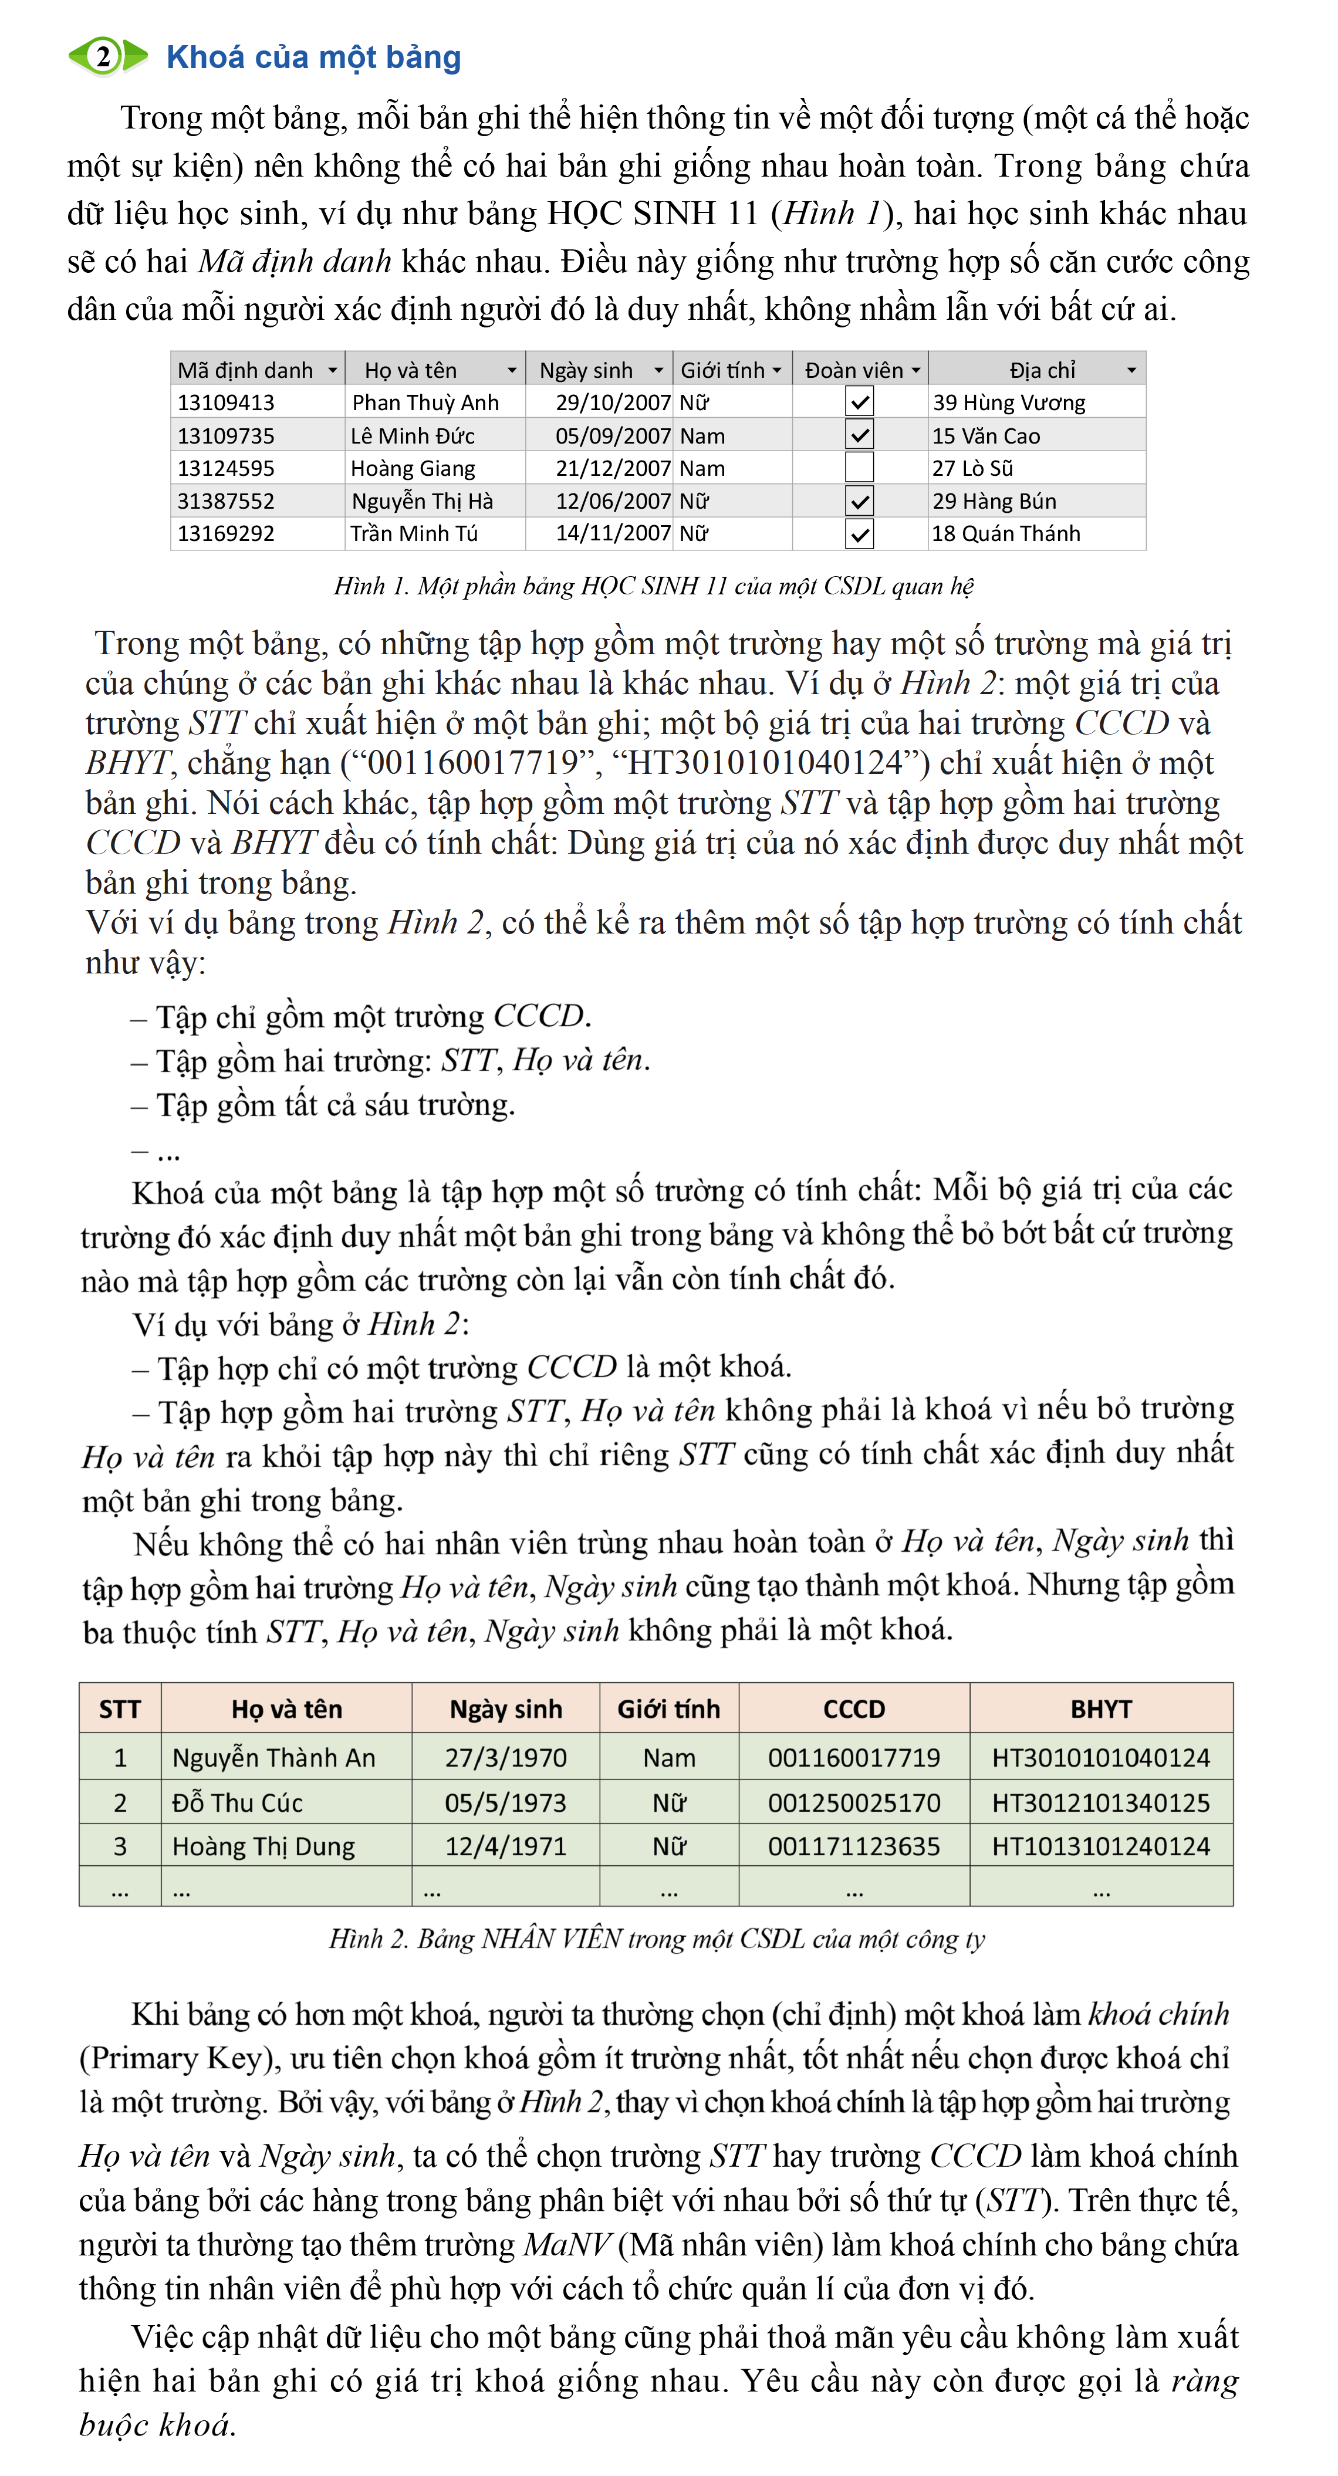 2 Khoá của một bảng
Trong một bảng, mỗi bản ghi thể hiện thông tin về một đối tượng (một cá thể hoặc
một sự kiện) nên không thể có hai bản ghi giống nhau hoàn toàn. Trong bảng chứa
dữ liệu học sinh, ví dụ như bảng HỌC SINH 11 (Hình 1), hai học sinh khác nhau
sẽ có hai Mã định danh khác nhau. Điều này giống như trường hợp số căn cước công
dân của mỗi người xác định người đó là duy nhất, không nhầm lẫn với bất cứ ai.
Mã định danh Họ và tên Ngày sinh Giới tính Đoàn viên Địa chỉ
13109413 Phan Thuỳ Anh 29/10/2007 Nữ 39 Hùng Vương
13109735 Lê Minh Đức 05/09/2007 Nam 15 Văn Cao
13124595 Hoàng Giang 21/12/2007 Nam 27 Lò Sũ
31387552 Nguyễn Thị Hà 12/06/2007 Nữ 29 Hàng Bún
13169292 Trần Minh Tú 14/11/2007 Nữ 18 Quán Thánh
Hình 1. Một phần bảng HỌC SINH 11 của một CSDL quan hệ
Trong một bảng, có những tập hợp gồm một trường hay một số trường mà giá trị
của chúng ở các bản ghi khác nhau là khác nhau. Ví dụ ở Hình 2: một giá trị của
trường STT chỉ xuất hiện ở một bản ghi; một bộ giá trị của hai trường CCCD và
BHYT, chẳng hạn (“001160017719”, “HT3010101040124”) chỉ xuất hiện ở một
bản ghi. Nói cách khác, tập hợp gồm một trường STT và tập hợp gồm hai trường
CCCD và BHYT đều có tính chất: Dùng giá trị của nó xác định được duy nhất một
bản ghi trong bảng.
Với ví dụ bảng trong Hình 2, có thể kể ra thêm một số tập hợp trường có tính chất
như vậy:
– Tập chỉ gồm một trường CCCD.
– Tập gồm hai trường: STT, Họ và tên.
– Tập gồm tất cả sáu trường.
– ...
Khoá của một bảng là tập hợp một số trường có tính chất: Mỗi bộ giá trị của các
trường đó xác định duy nhất một bản ghi trong bảng và không thể bỏ bớt bất cứ trường
nào mà tập hợp gồm các trường còn lại vẫn còn tính chất đó.
Ví dụ với bảng ở Hình 2:
– Tập hợp chỉ có một trường CCCD là một khoá.
– Tập hợp gồm hai trường STT, Họ và tên không phải là khoá vì nếu bỏ trường
Họ và tên ra khỏi tập hợp này thì chỉ riêng STT cũng có tính chất xác định duy nhất
một bản ghi trong bảng.
Nếu không thể có hai nhân viên trùng nhau hoàn toàn ở Họ và tên, Ngày sinh thì
tập hợp gồm hai trường Họ và tên, Ngày sinh cũng tạo thành một khoá. Nhưng tập gồm
ba thuộc tính STT, Họ và tên, Ngày sinh không phải là một khoá.
STT Họ và tên Ngày sinh Giới tính CCCD BHYT
1 Nguyễn Thành An 27/3/1970 Nam 001160017719 HT3010101040124
2 Đỗ Thu Cúc 05/5/1973 Nữ 001250025170 HT3012101340125
3 Hoàng Thị Dung 12/4/1971 Nữ 001171123635 HT1013101240124
... ... ... ... ... ...
Hình 2. Bảng NHÂN VIÊN trong một CSDL của một công ty
Khi bảng có hơn một khoá, người ta thường chọn (chỉ định) một khoá làm khoá chính
(Primary Key), ưu tiên chọn khoá gồm ít trường nhất, tốt nhất nếu chọn được khoá chỉ
là một trường. Bởi vậy, với bảng ở Hình 2, thay vì chọn khoá chính là tập hợp gồm hai trường
Họ và tên và Ngày sinh, ta có thể chọn trường STT hay trường CCCD làm khoá chính
của bảng bởi các hàng trong bảng phân biệt với nhau bởi số thứ tự (STT). Trên thực tế,
người ta thường tạo thêm trường MaNV (Mã nhân viên) làm khoá chính cho bảng chứa
thông tin nhân viên để phù hợp với cách tổ chức quản lí của đơn vị đó.
Việc cập nhật dữ liệu cho một bảng cũng phải thoả mãn yêu cầu không làm xuất
hiện hai bản ghi có giá trị khoá giống nhau. Yêu cầu này còn được gọi là ràng
buộc khoá.